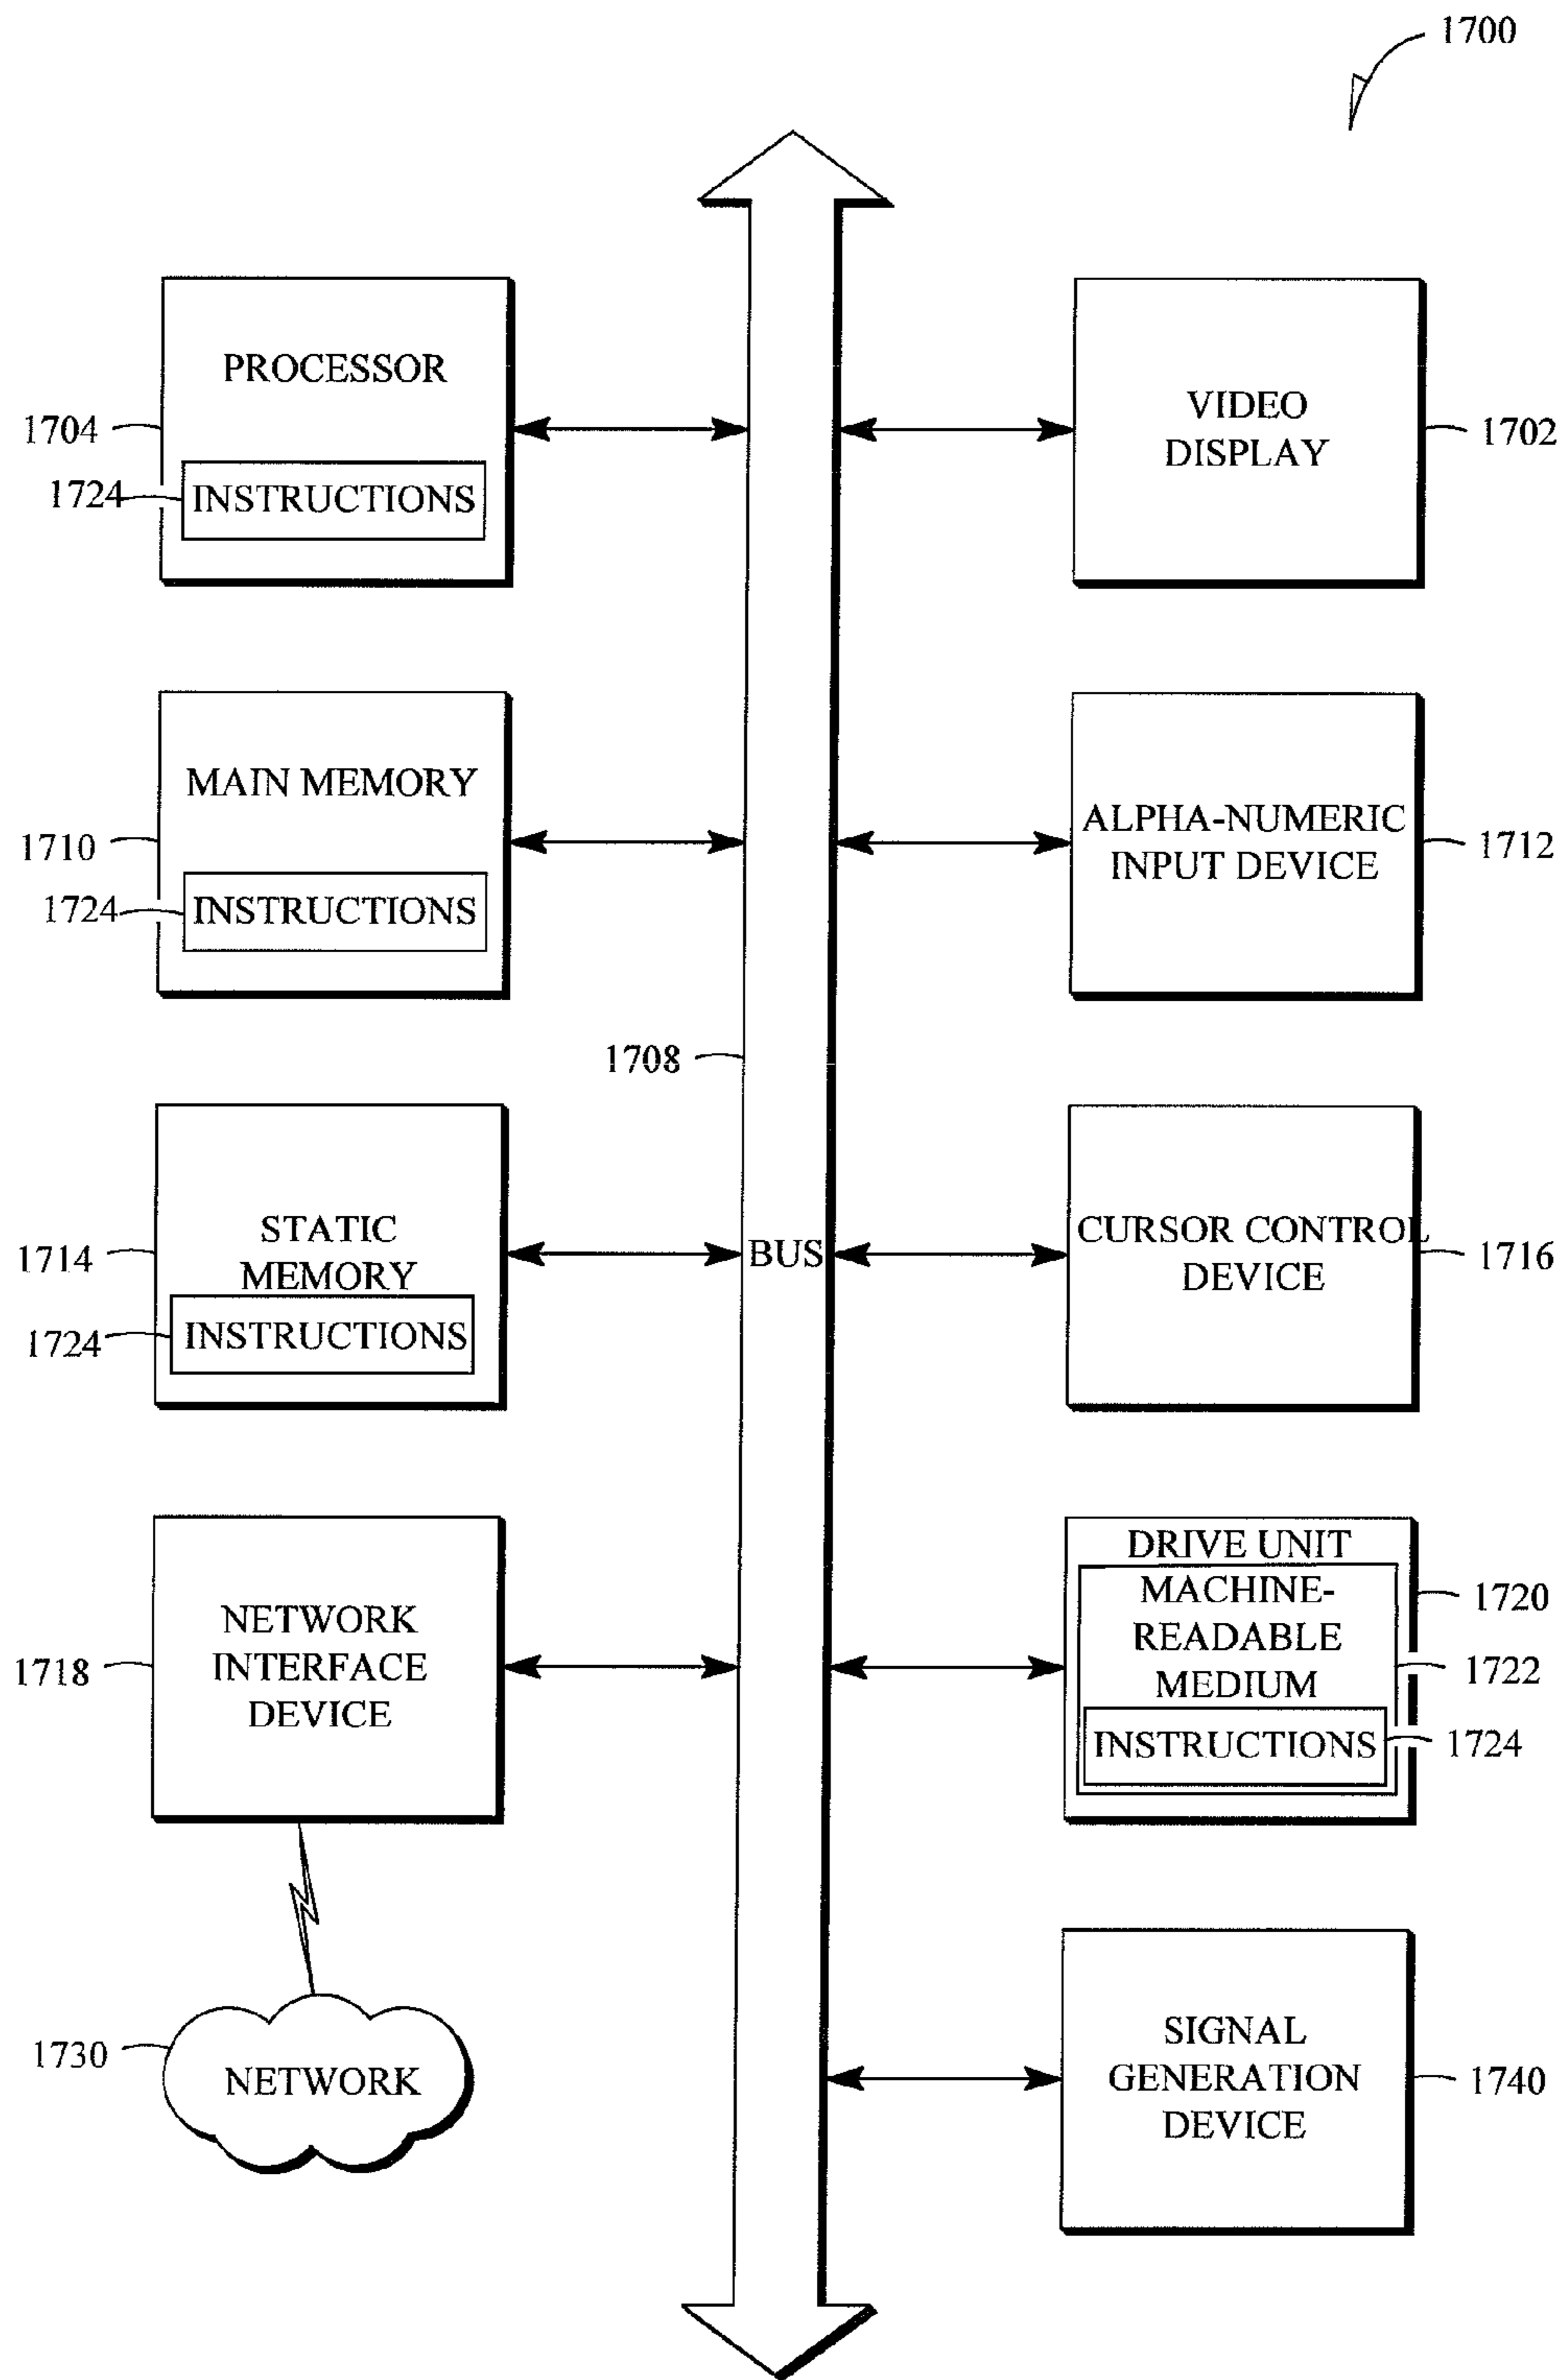 1700
PROCESSOR
1704
1724
INSTRUCTIONS
VIDEO
DISPLAY
1702
MAIN MEMORY
1710
1724
INSTRUCTIONS
ALPHA-NUMERIC
INPUT DEVICE
1712
1708
STATIC
MEMORY
1714
1724
INSTRUCTIONS
BUS
CURSOR CONTROL
DEVICE
1716
NETWORK
INTERFACE
DEVICE
1718
DRIVE UNIT
MACHINE-
READABLE
MEDIUM
INSTRUCTIONS
1720
1722
1724
1730
NETWORK
SIGNAL
GENERATION
DEVICE
1740